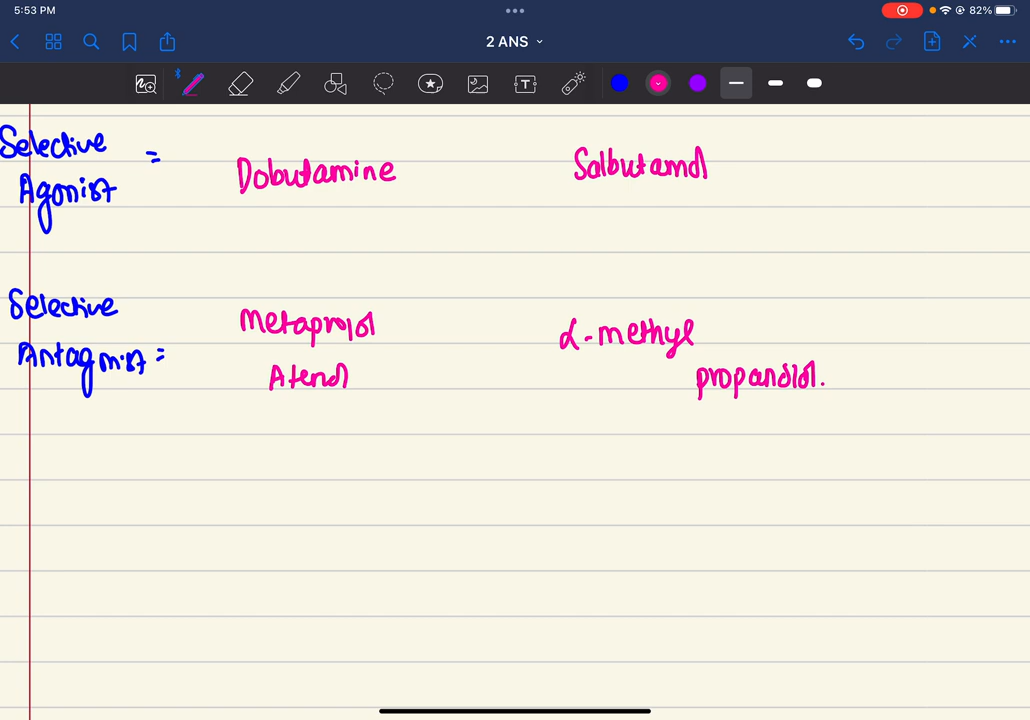 5:53 PM
82%
2 ANS
Selective =
Agonist
Dobutamine
Salbutamol
Selective
Antagonist =
Metaprolol
Atenol
α-methyl
propanolol.